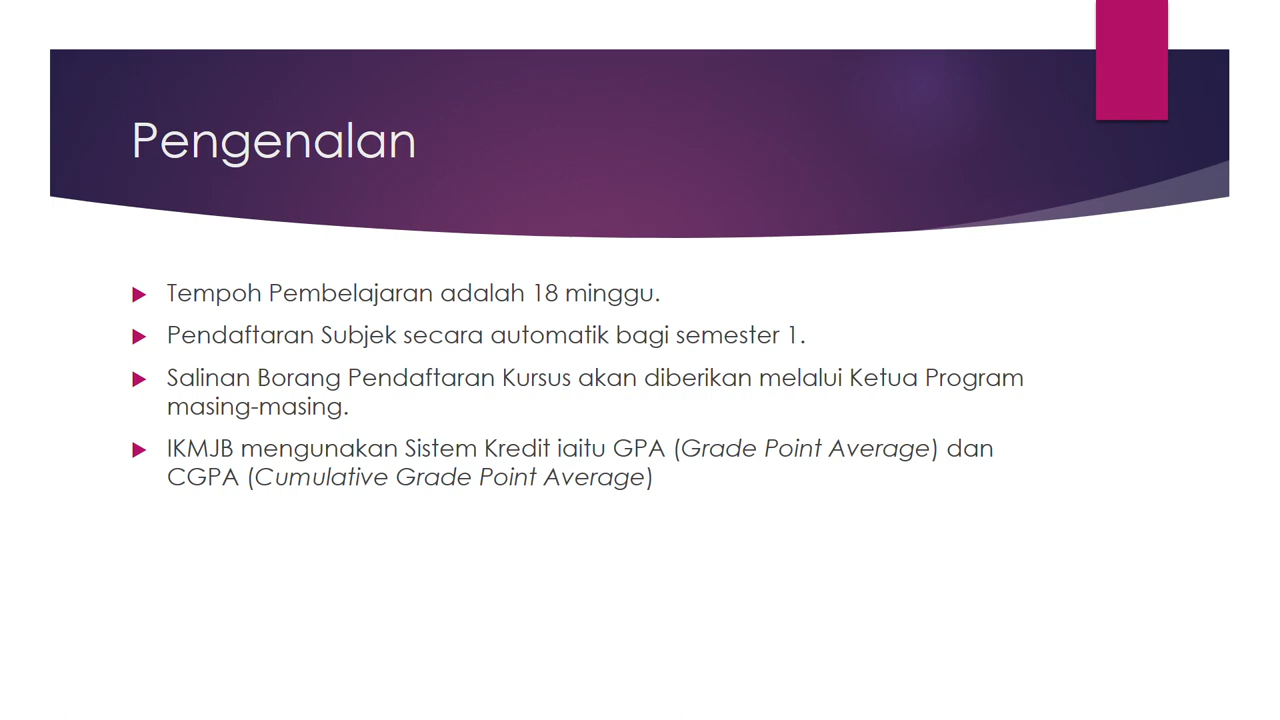 Pengenalan
Tempoh Pembelajaran adalah 18 minggu.
Pendaftaran Subjek secara automatik bagi semester 1.
Salinan Borang Pendaftaran Kursus akan diberikan melalui Ketua Program
masing-masing.
IKMJB mengunakan Sistem Kredit iaitu GPA (Grade Point Average) dan
CGPA (Cumulative Grade Point Average)